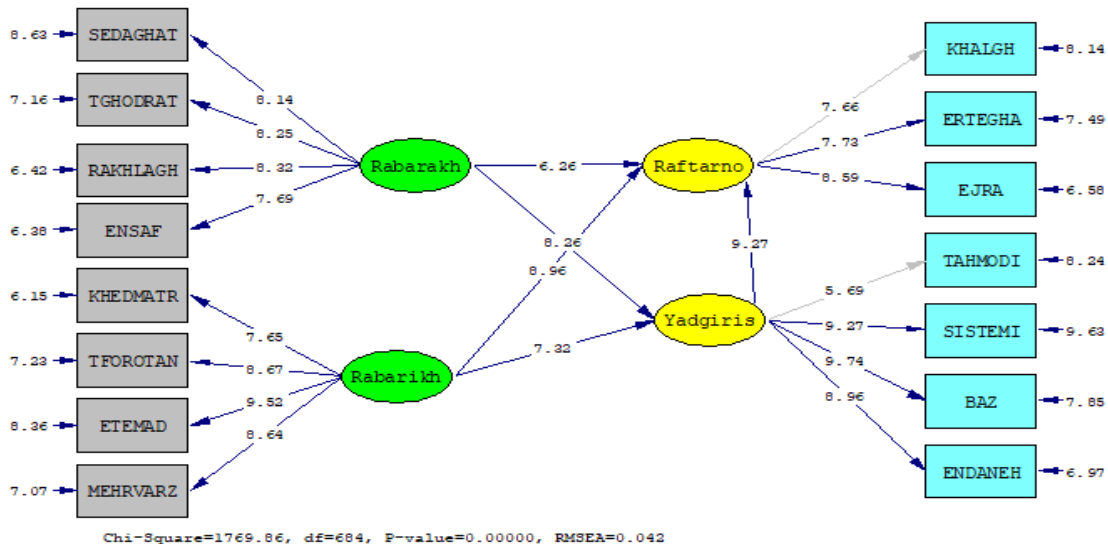 8.63 SEDAGHAT
7.16 TGHODRAT
6.42 RAKHLAGH
6.38 ENSAF
6.15 KHEDMATR
7.23 TFOROTAN
8.36 ETEMAD
7.07 MEHRVARZ
8.14
8.25
8.32
7.69
7.65
8.67
9.52
8.64
Rabarakh
Rabarikh
6.26
8.26
8.96
7.32
9.27
Raftarno
Yadgiris
7.66
7.73
8.59
5.69
9.27
9.74
8.96
KHALGH 8.14
ERTEGHA 7.49
EJRA 6.58
TAHMODI 8.24
SISTEMI 9.63
BAZ 7.85
ENDANEH 6.97
Chi-Square=1769.86, df=684, P-value=0.00000, RMSEA=0.042